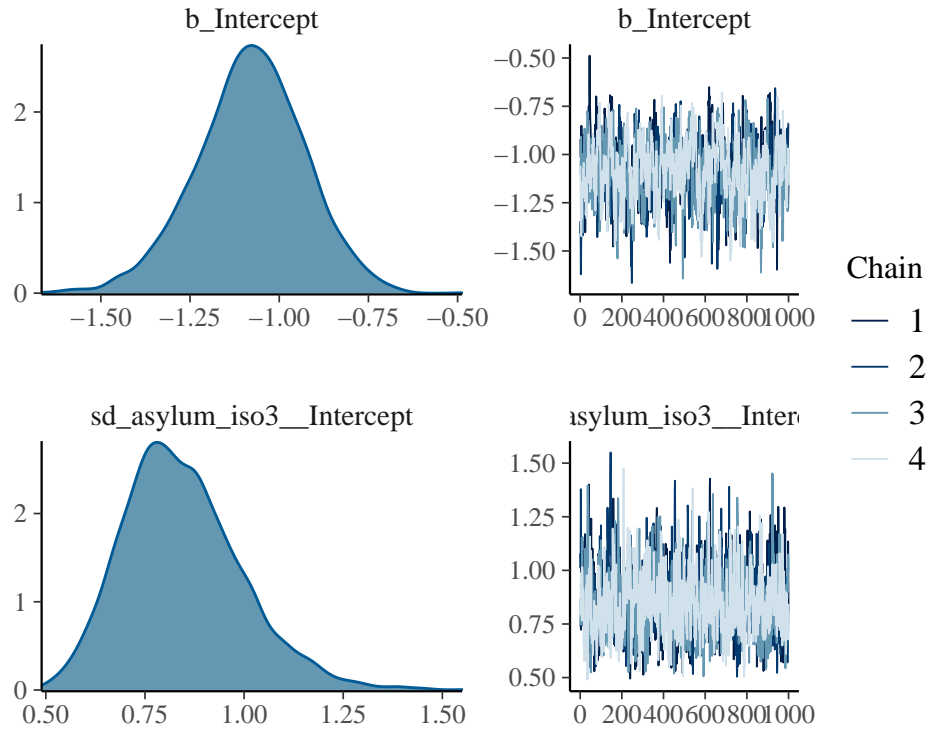 b_Intercept
2
1
0
−1.50 −1.25 −1.00 −0.75 −0.50
b_Intercept
−0.50
−0.75
−1.00
−1.25
−1.50
0 200 400 600 800 1000
Chain
1
2
3
4
sd_asylum_iso3__Intercept
2
1
0
0.50 0.75 1.00 1.25 1.50
asylum_iso3__Interc
1.50
1.25
1.00
0.75
0.50
0 200 400 600 800 1000